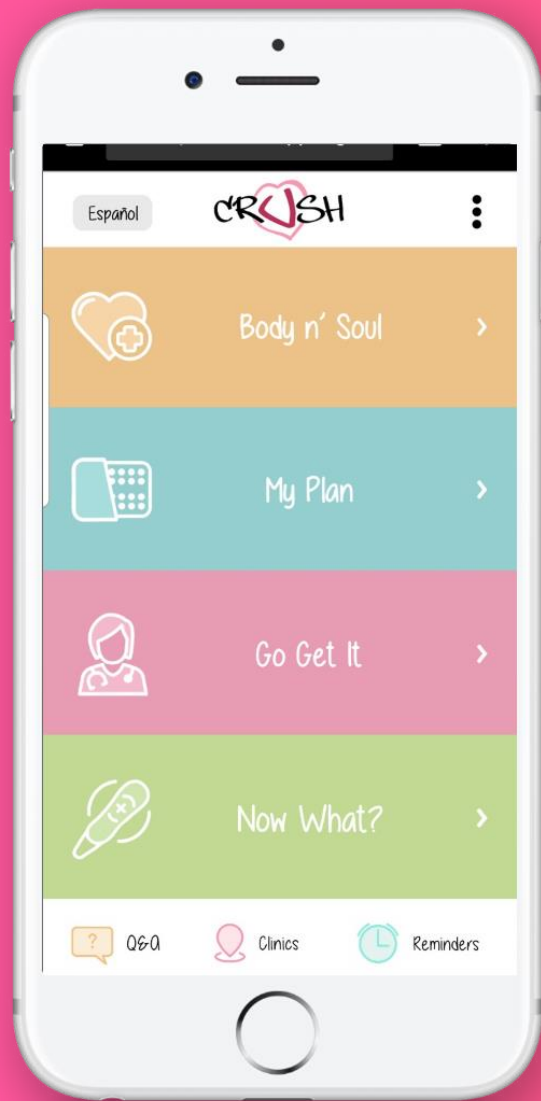 Español
CRUSH
Body n' Soul
My Plan
Go Get It
Now What?
?
Q&A
Clinics
Reminders